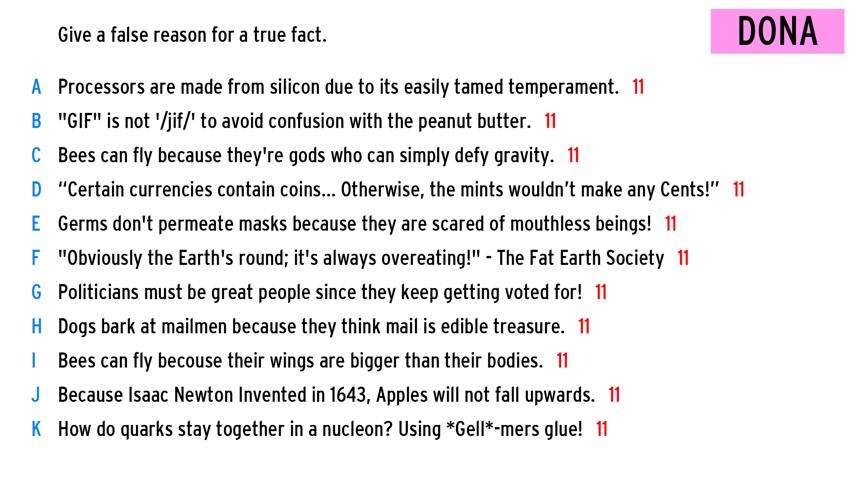 Give a false reason for a true fact.
DONA
A Processors are made from silicon due to its easily tamed temperament. 11
B "GIF" is not '/jif/' to avoid confusion with the peanut butter. 11
C Bees can fly because they're gods who can simply defy gravity. 11
D “Certain currencies contain coins... Otherwise, the mints wouldn’t make any Cents!” 11
E Germs don't permeate masks because they are scared of mouthless beings! 11
F "Obviously the Earth's round; it's always overeating!" - The Fat Earth Society 11
G Politicians must be great people since they keep getting voted for! 11
H Dogs bark at mailmen because they think mail is edible treasure. 11
I Bees can fly becouse their wings are bigger than their bodies. 11
J Because Isaac Newton Invented in 1643, Apples will not fall upwards. 11
K How do quarks stay together in a nucleon? Using *Gell*-mers glue! 11